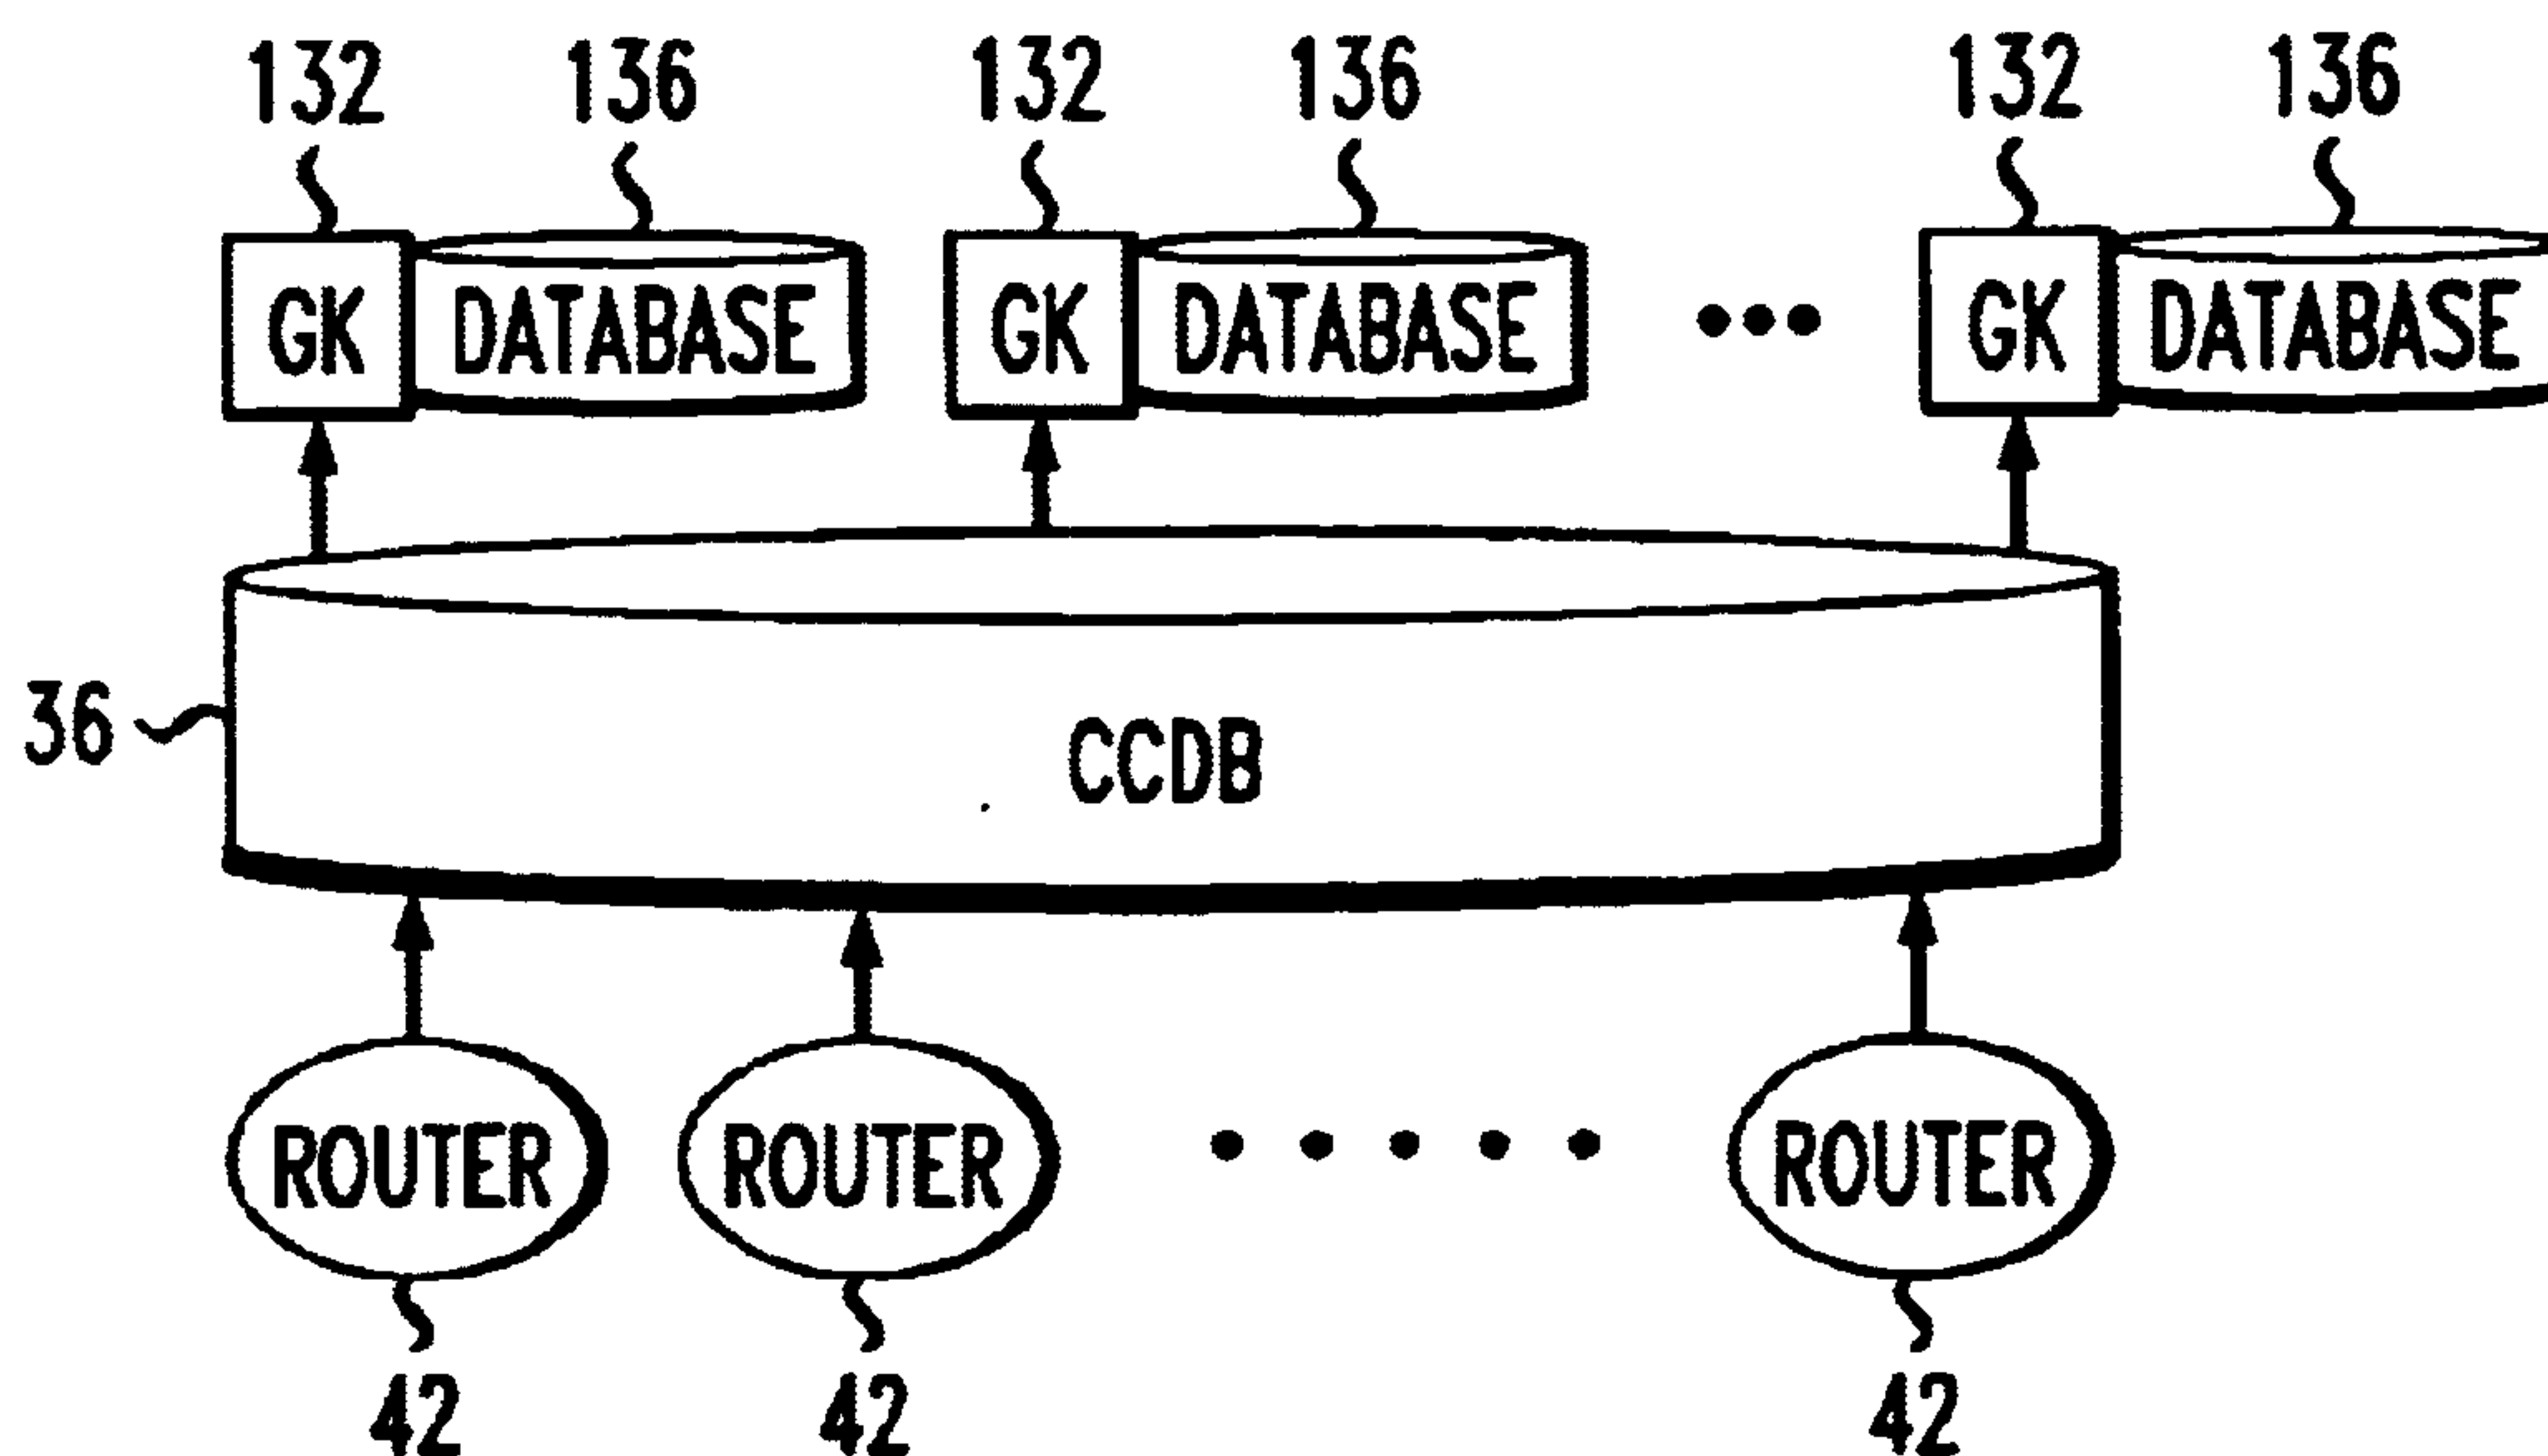 132 136 132 136 132 136
GK DATABASE GK DATABASE GK DATABASE
36 CCDB
ROUTER ROUTER ROUTER
42 42 42